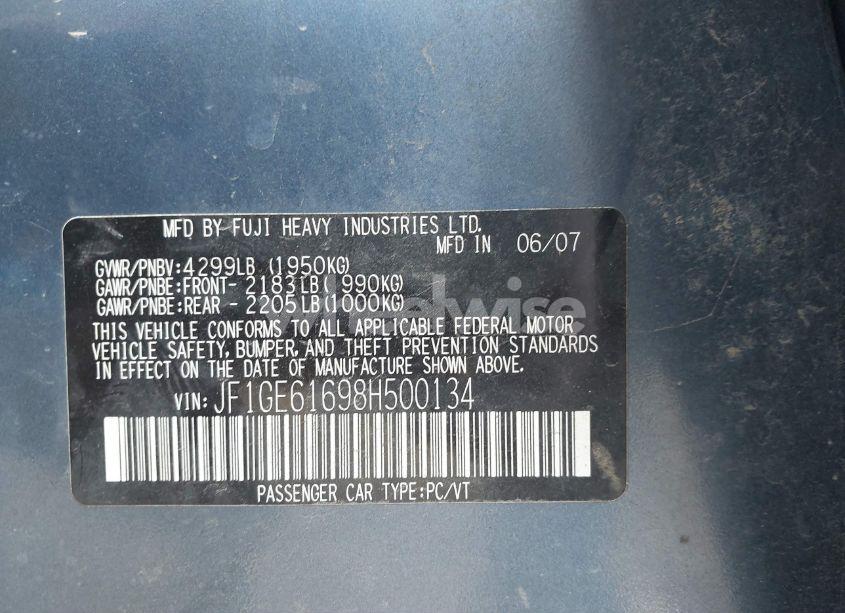 MFD BY FUJI HEAVY INDUSTRIES LTD.
MFD IN 06/07
GVWR/PNBV:4299LB (1950KG)
GAWR/PNBE:FRONT- 2183LB( 990KG)
GAWR/PNBE:REAR - 2205LB(1000KG)
THIS VEHICLE CONFORMS TO ALL APPLICABLE FEDERAL MOTOR
VEHICLE SAFETY, BUMPER, AND THEFT PREVENTION STANDARDS
IN EFFECT ON THE DATE OF MANUFACTURE SHOWN ABOVE.
VIN: JF1GE61698H500134
PASSENGER CAR TYPE:PC/VT